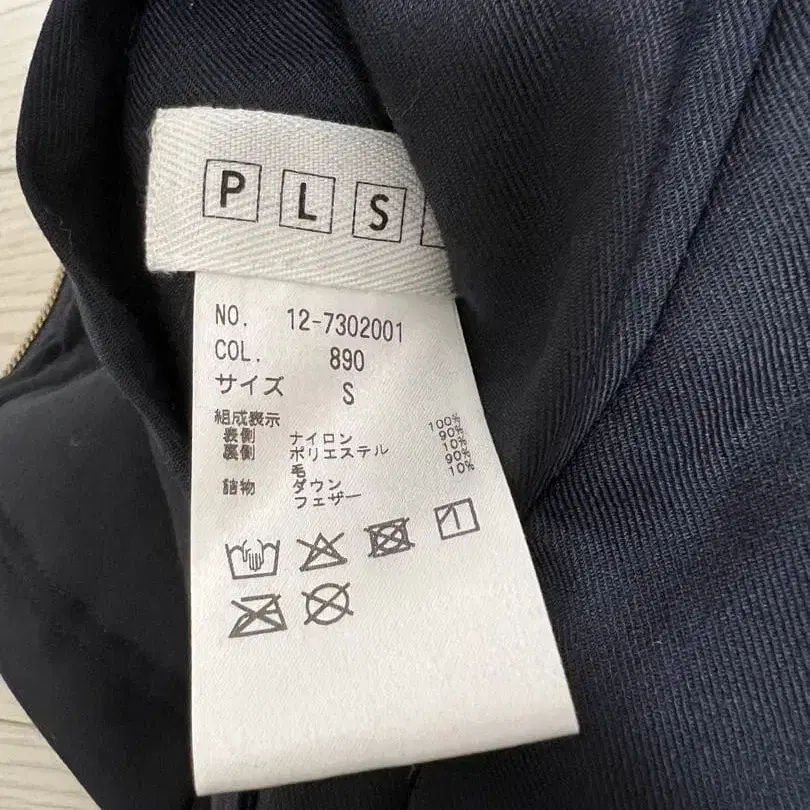 P L S
NO. 12-7302001
COL. 890
サイズ S
組成表示
表側 ナイロン 100%
裏側 ポリエステル 90%
毛 10%
詰物 ダウン 90%
フェザー 10%